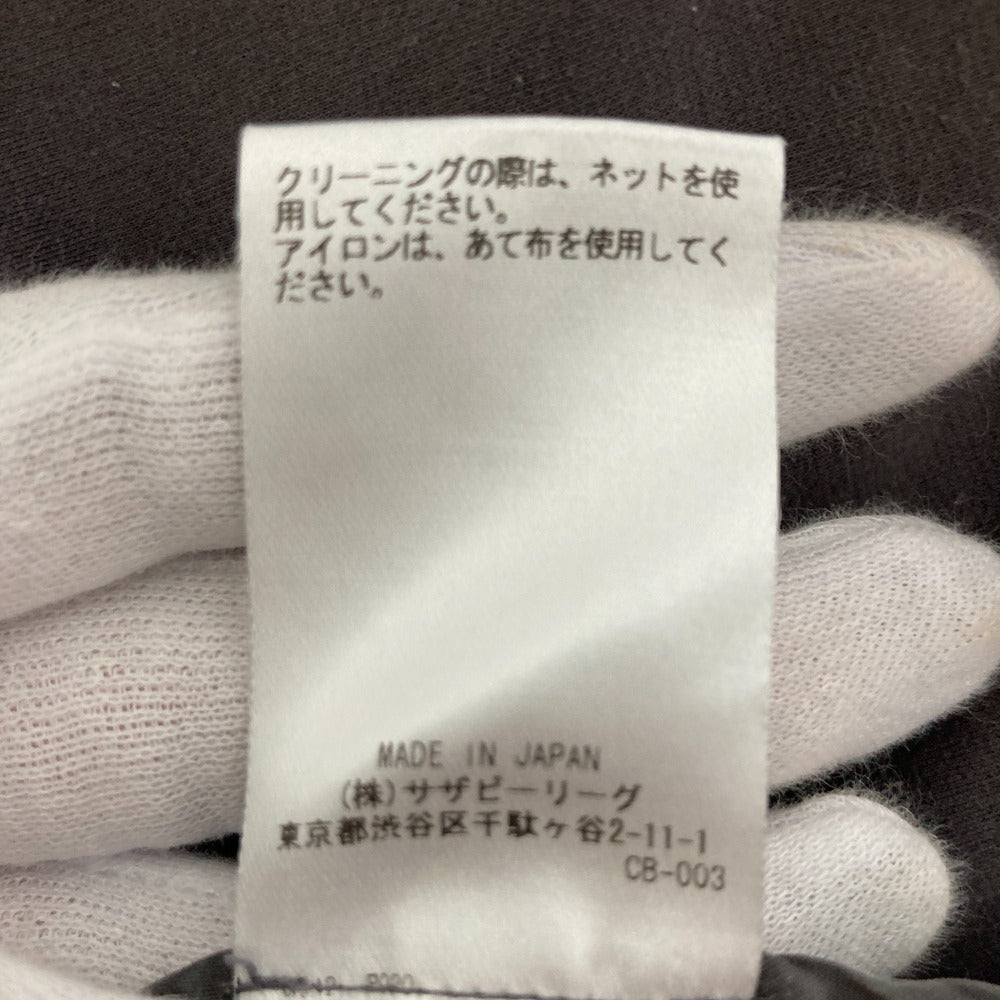 クリーニングの際は、ネットを使
用してください。
アイロンは、あて布を使用してく
ださい。
MADE IN JAPAN
(株)サザビーリーグ
東京都渋谷区千駄ヶ谷2-11-1
CB-003